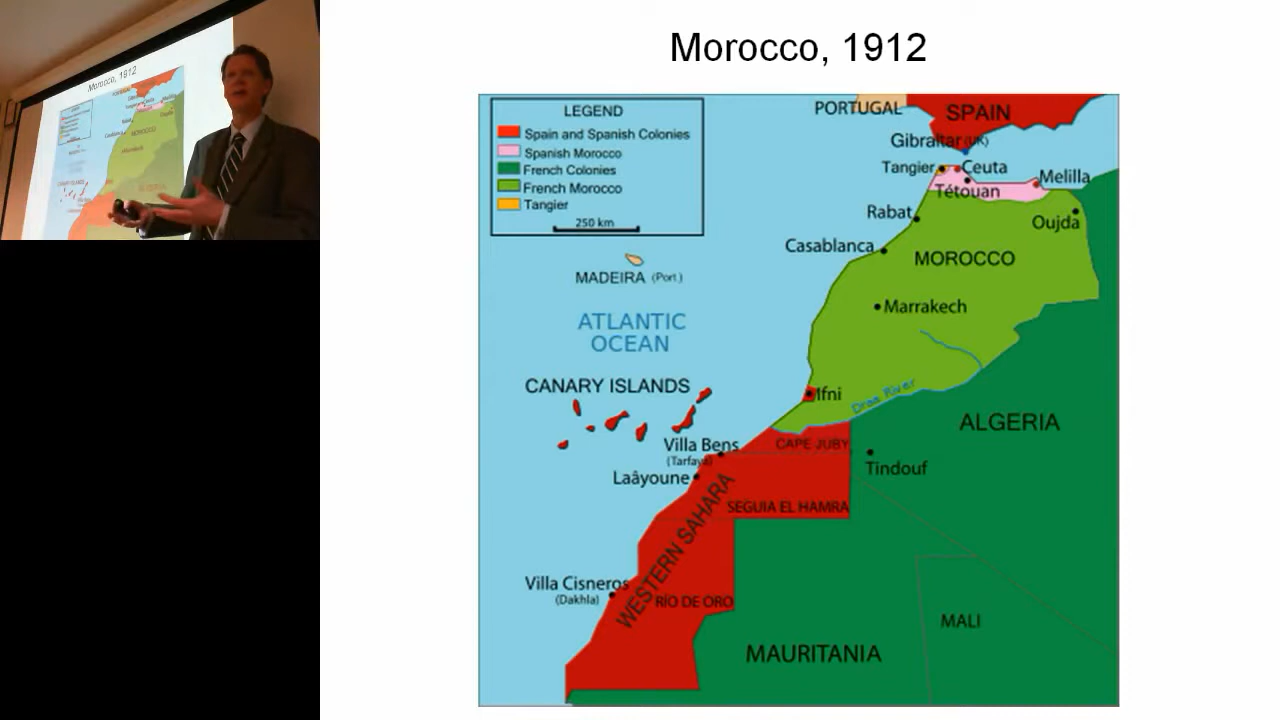 Morocco, 1912
LEGEND
Spain and Spanish Colonies
Spanish Morocco
French Colonies
French Morocco
Tangier
250 km
PORTUGAL
SPAIN
Gibraltar (UK)
Tangier
Ceuta
Tétouan
Melilla
Rabat
Oujda
Casablanca
MOROCCO
MADEIRA (Port.)
Marrakech
ATLANTIC
OCEAN
CANARY ISLANDS
Ifni
Draa River
ALGERIA
Villa Bens
(Tarfaya)
CAPE JUBY
Tindouf
Laâyoune
SEGUIA EL HAMRA
WESTERN SAHARA
Villa Cisneros
(Dakhla)
RÍO DE ORO
MALI
MAURITANIA
Morocco, 1912